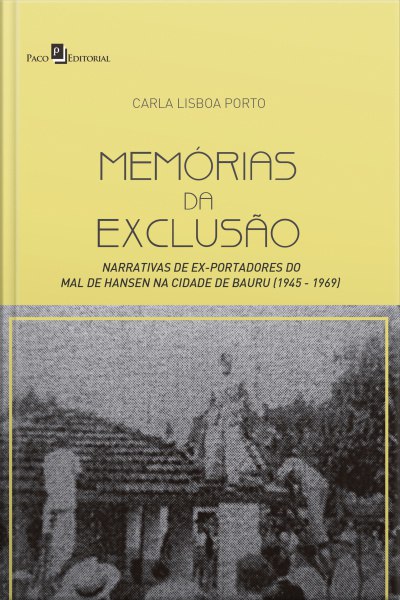 PACO EDITORIAL
CARLA LISBOA PORTO
MEMÓRIAS
DA
EXCLUSÃO
NARRATIVAS DE EX-PORTADORES DO
MAL DE HANSEN NA CIDADE DE BAURU (1945 - 1969)